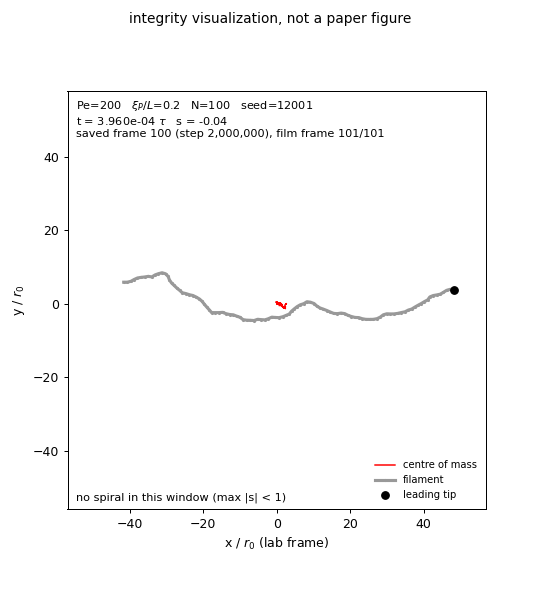 integrity visualization, not a paper figure
Pe=200 ξP/L=0.2 N=100 seed=12001
t = 3.960e-04 τ s = -0.04
saved frame 100 (step 2,000,000), film frame 101/101
40
20
0
−20
−40
y / r0
centre of mass
filament
leading tip
no spiral in this window (max |s| < 1)
−40 −20 0 20 40
x / r0 (lab frame)